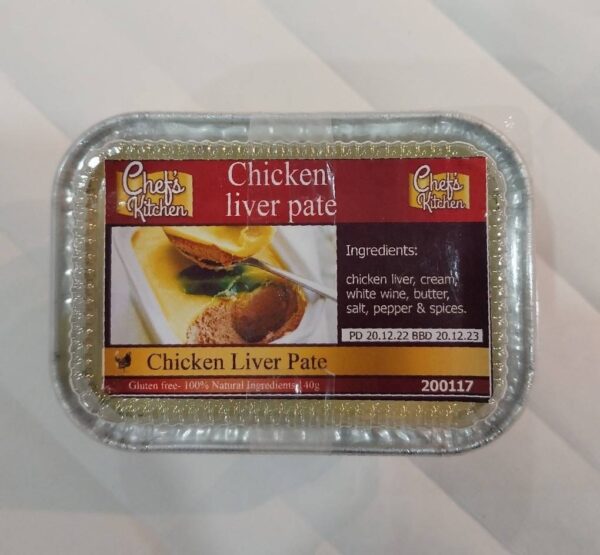 Chef's
Kitchen
Chicken
liver pate
Chef's
Kitchen
Ingredients:
chicken liver, cream,
white wine, butter,
salt, pepper & spices.
PD 20.12.22 BBD 20.12.23
Chicken Liver Pate
Gluten free- 100% Natural Ingredients 40g
200117